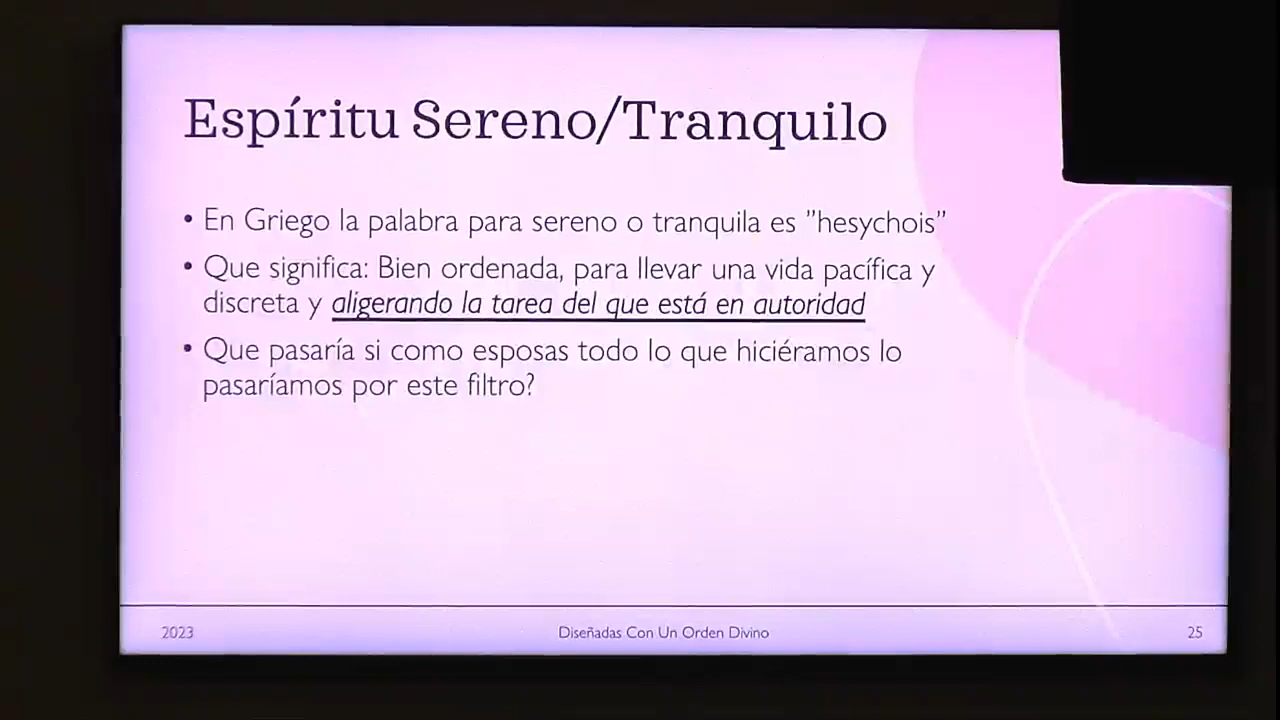 Espíritu Sereno/Tranquilo
• En Griego la palabra para sereno o tranquila es ”hesychois”
• Que significa: Bien ordenada, para llevar una vida pacífica y
discreta y aligerando la tarea del que está en autoridad
• Que pasaría si como esposas todo lo que hiciéramos lo
pasaríamos por este filtro?
2023
Diseñadas Con Un Orden Divino
25